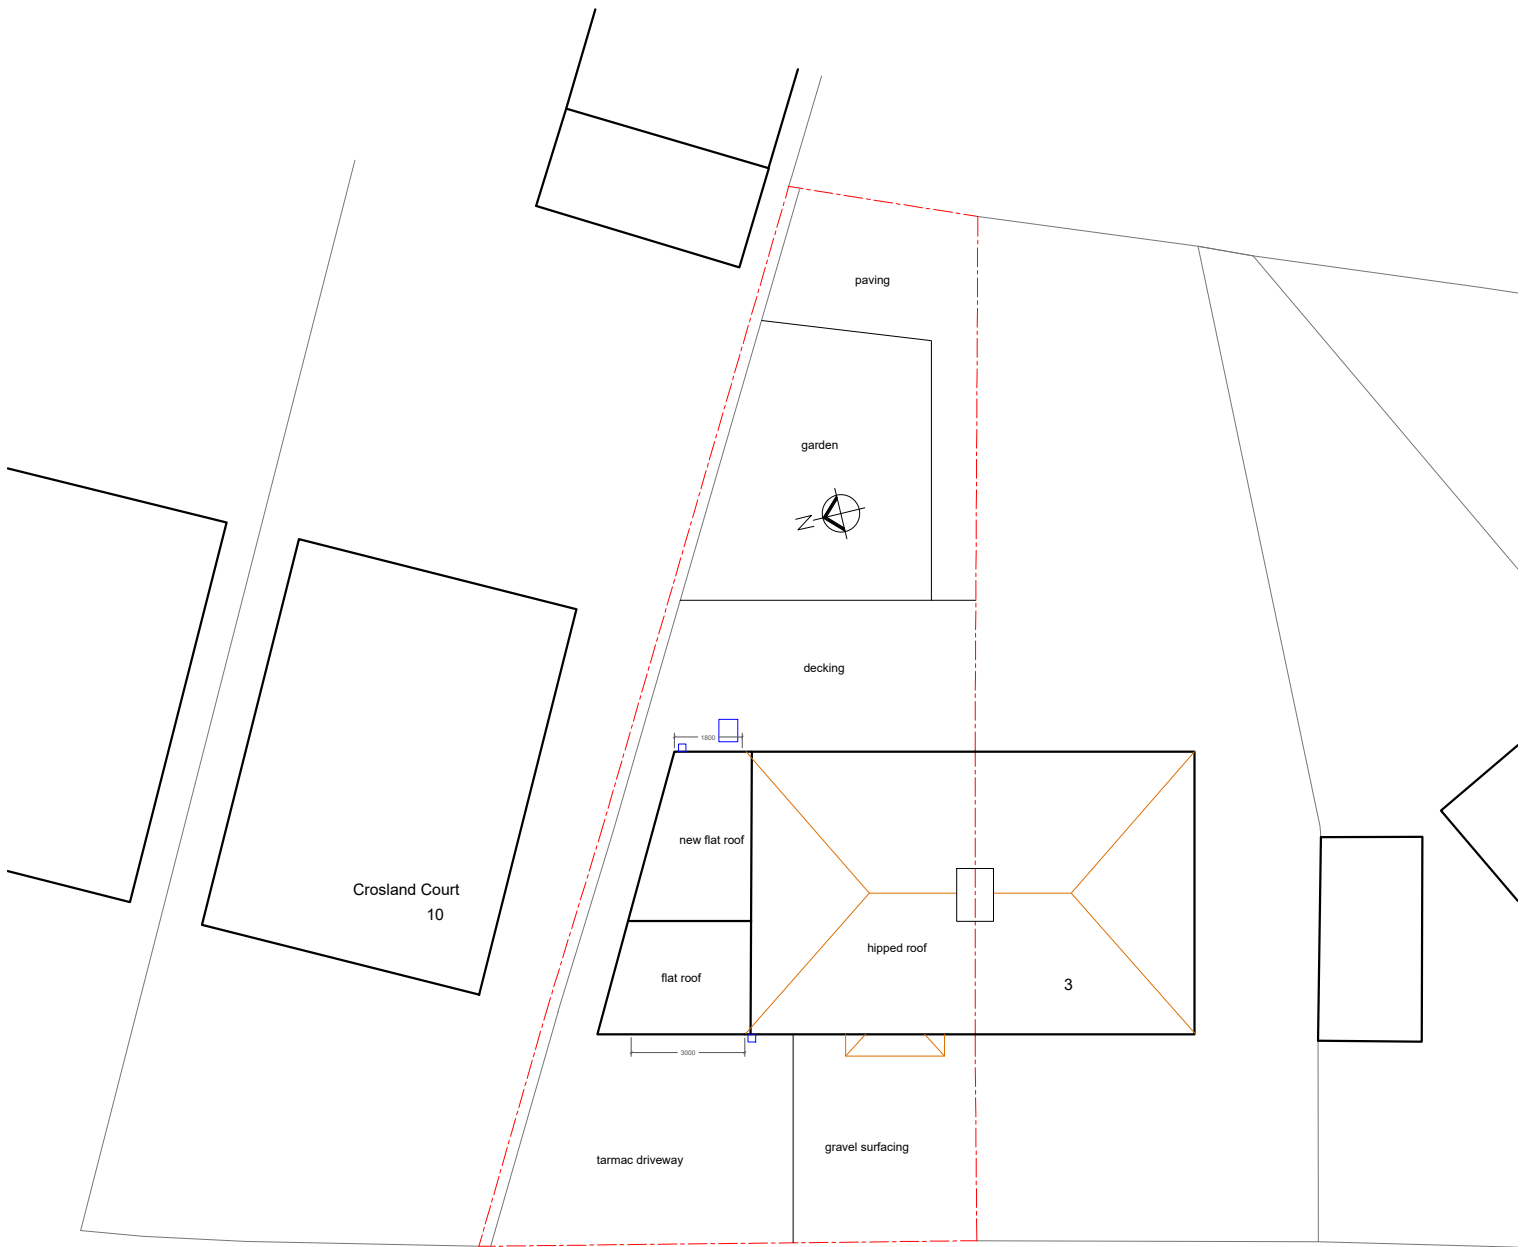 paving
garden
N
decking
1800
new flat roof
Crosland Court
10
hipped roof
flat roof
3
3000
gravel surfacing
tarmac driveway